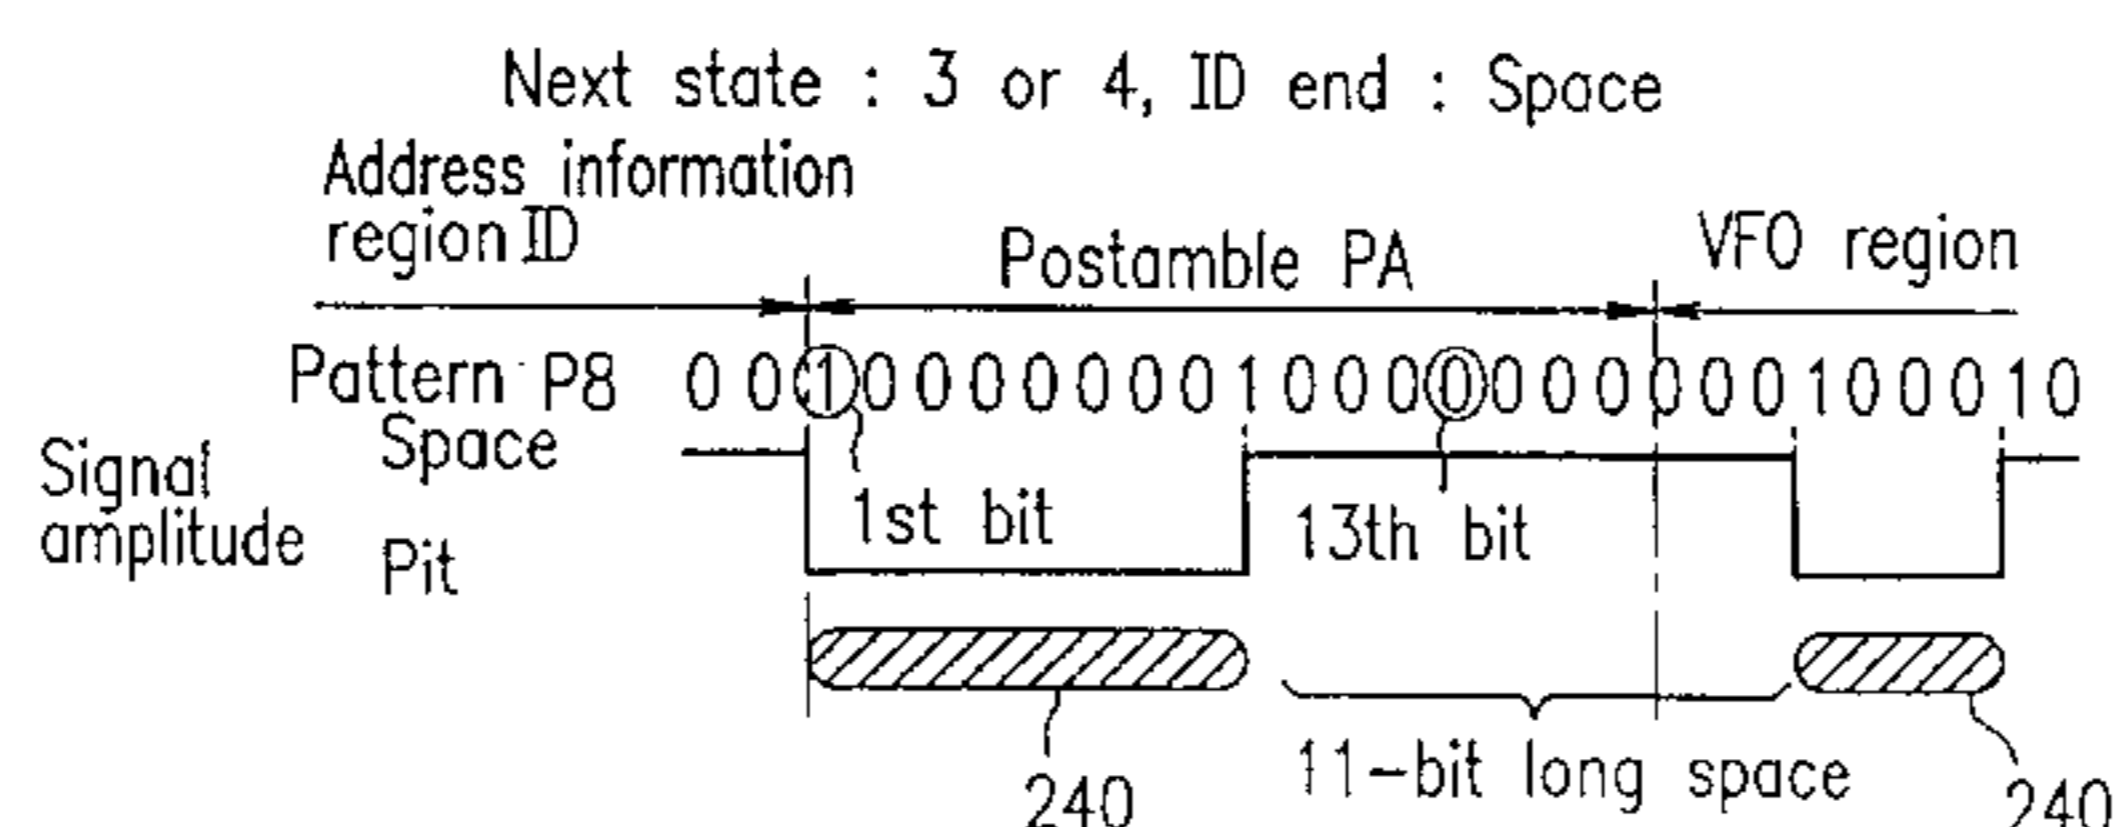 Next state : 3 or 4, ID end : Space
Address information
region ID
Postamble PA
VFO region
Pattern P8 0 0 1 0 0 0 0 0 0 0 1 0 0 0 0 0 0 0 0 0 0 1 0 0 0 1 0
Space
Signal
amplitude
Pit
1st bit
13th bit
11-bit long space
240
240